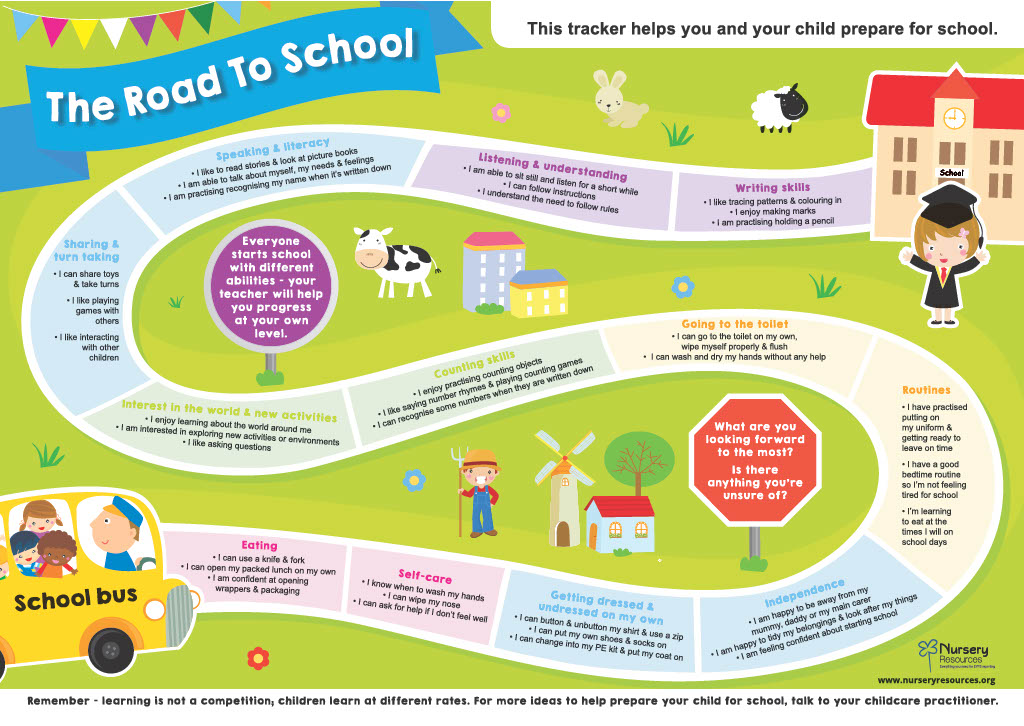 This tracker helps you and your child prepare for school.
The Road To School
School
Speaking & literacy
• I like to read stories & look at picture books
• I am able to talk about myself, my needs & feelings
• I am practising recognising my name when it's written down
Listening & understanding
• I am able to sit still and listen for a short while
• I can follow instructions
• I understand the need to follow rules
Writing skills
• I like tracing patterns & colouring in
• I enjoy making marks
• I am practising holding a pencil
Sharing &
turn taking
• I can share toys
& take turns
• I like playing
games with
others
• I like interacting
with other
children
Everyone
starts school
with different
abilities - your
teacher will help
you progress
at your own
level.
Interest in the world & new activities
• I enjoy learning about the world around me
• I am interested in exploring new activities or environments
• I like asking questions
Counting skills
• I enjoy practising counting objects
• I like saying number rhymes & playing counting games
• I can recognise some numbers when they are written down
Going to the toilet
• I can go to the toilet on my own,
wipe myself properly & flush
• I can wash and dry my hands without any help
Routines
• I have practised
putting on
my uniform &
getting ready to
leave on time
• I have a good
bedtime routine
so I'm not feeling
tired for school
• I'm learning
to eat at the
times I will on
school days
What are you
looking forward
to the most?
Is there
anything you're
unsure of?
School bus
Eating
• I can use a knife & fork
• I can open my packed lunch on my own
• I am confident at opening
wrappers & packaging
Self-care
• I know when to wash my hands
• I can wipe my nose
• I can ask for help if I don't feel well
Getting dressed &
undressed on my own
• I can button & unbutton my shirt & use a zip
• I can put my own shoes & socks on
• I can change into my PE kit & put my coat on
Independence
• I am happy to be away from my
mummy, daddy or my main carer
• I am happy to tidy my belongings & look after my things
• I am feeling confident about starting school
Nursery
Resources
www.nurseryresources.org
Remember - learning is not a competition; children learn at different rates. For more ideas to help prepare your child for school, talk to your childcare practitioner.